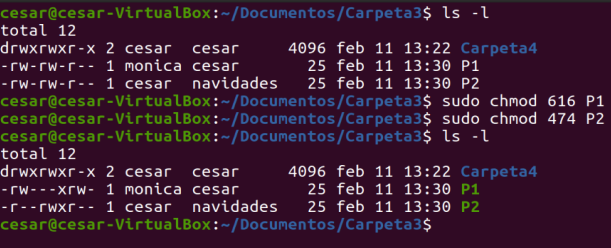 cesar@cesar-VirtualBox:~/Documentos/Carpeta3$ ls -l
total 12
drwxrwxr-x 2 cesar  cesar     4096 feb 11 13:22 Carpeta4
-rw-rw-r-- 1 monica cesar       25 feb 11 13:30 P1
-rw-rw-r-- 1 cesar  navidades   25 feb 11 13:30 P2
cesar@cesar-VirtualBox:~/Documentos/Carpeta3$ sudo chmod 616 P1
cesar@cesar-VirtualBox:~/Documentos/Carpeta3$ sudo chmod 474 P2
cesar@cesar-VirtualBox:~/Documentos/Carpeta3$ ls -l
total 12
drwxrwxr-x 2 cesar  cesar     4096 feb 11 13:22 Carpeta4
-rw---xrw- 1 monica cesar       25 feb 11 13:30 P1
-r--rwxr-- 1 cesar  navidades   25 feb 11 13:30 P2
cesar@cesar-VirtualBox:~/Documentos/Carpeta3$